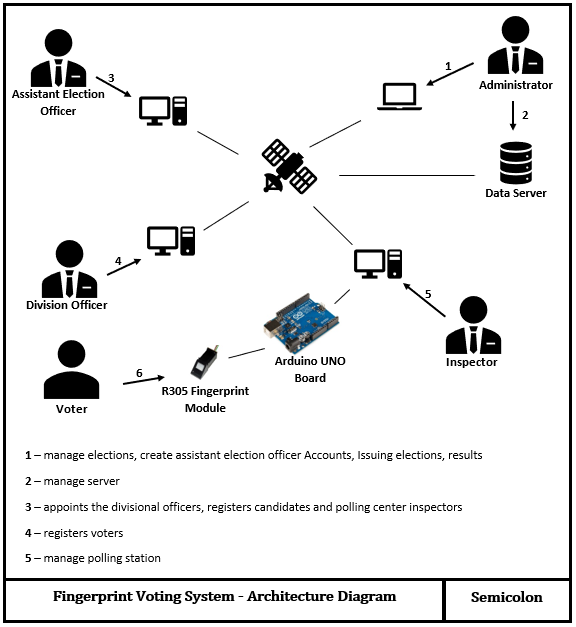 3
1
Assistant Election
Officer
Administrator
2
Data Server
4
Division Officer
5
Inspector
Arduino UNO
Board
6
Voter
R305 Fingerprint
Module
1 – manage elections, create assistant election officer Accounts, Issuing elections, results
2 – manage server
3 – appoints the divisional officers, registers candidates and polling center inspectors
4 – registers voters
5 – manage polling station
Fingerprint Voting System - Architecture Diagram
Semicolon